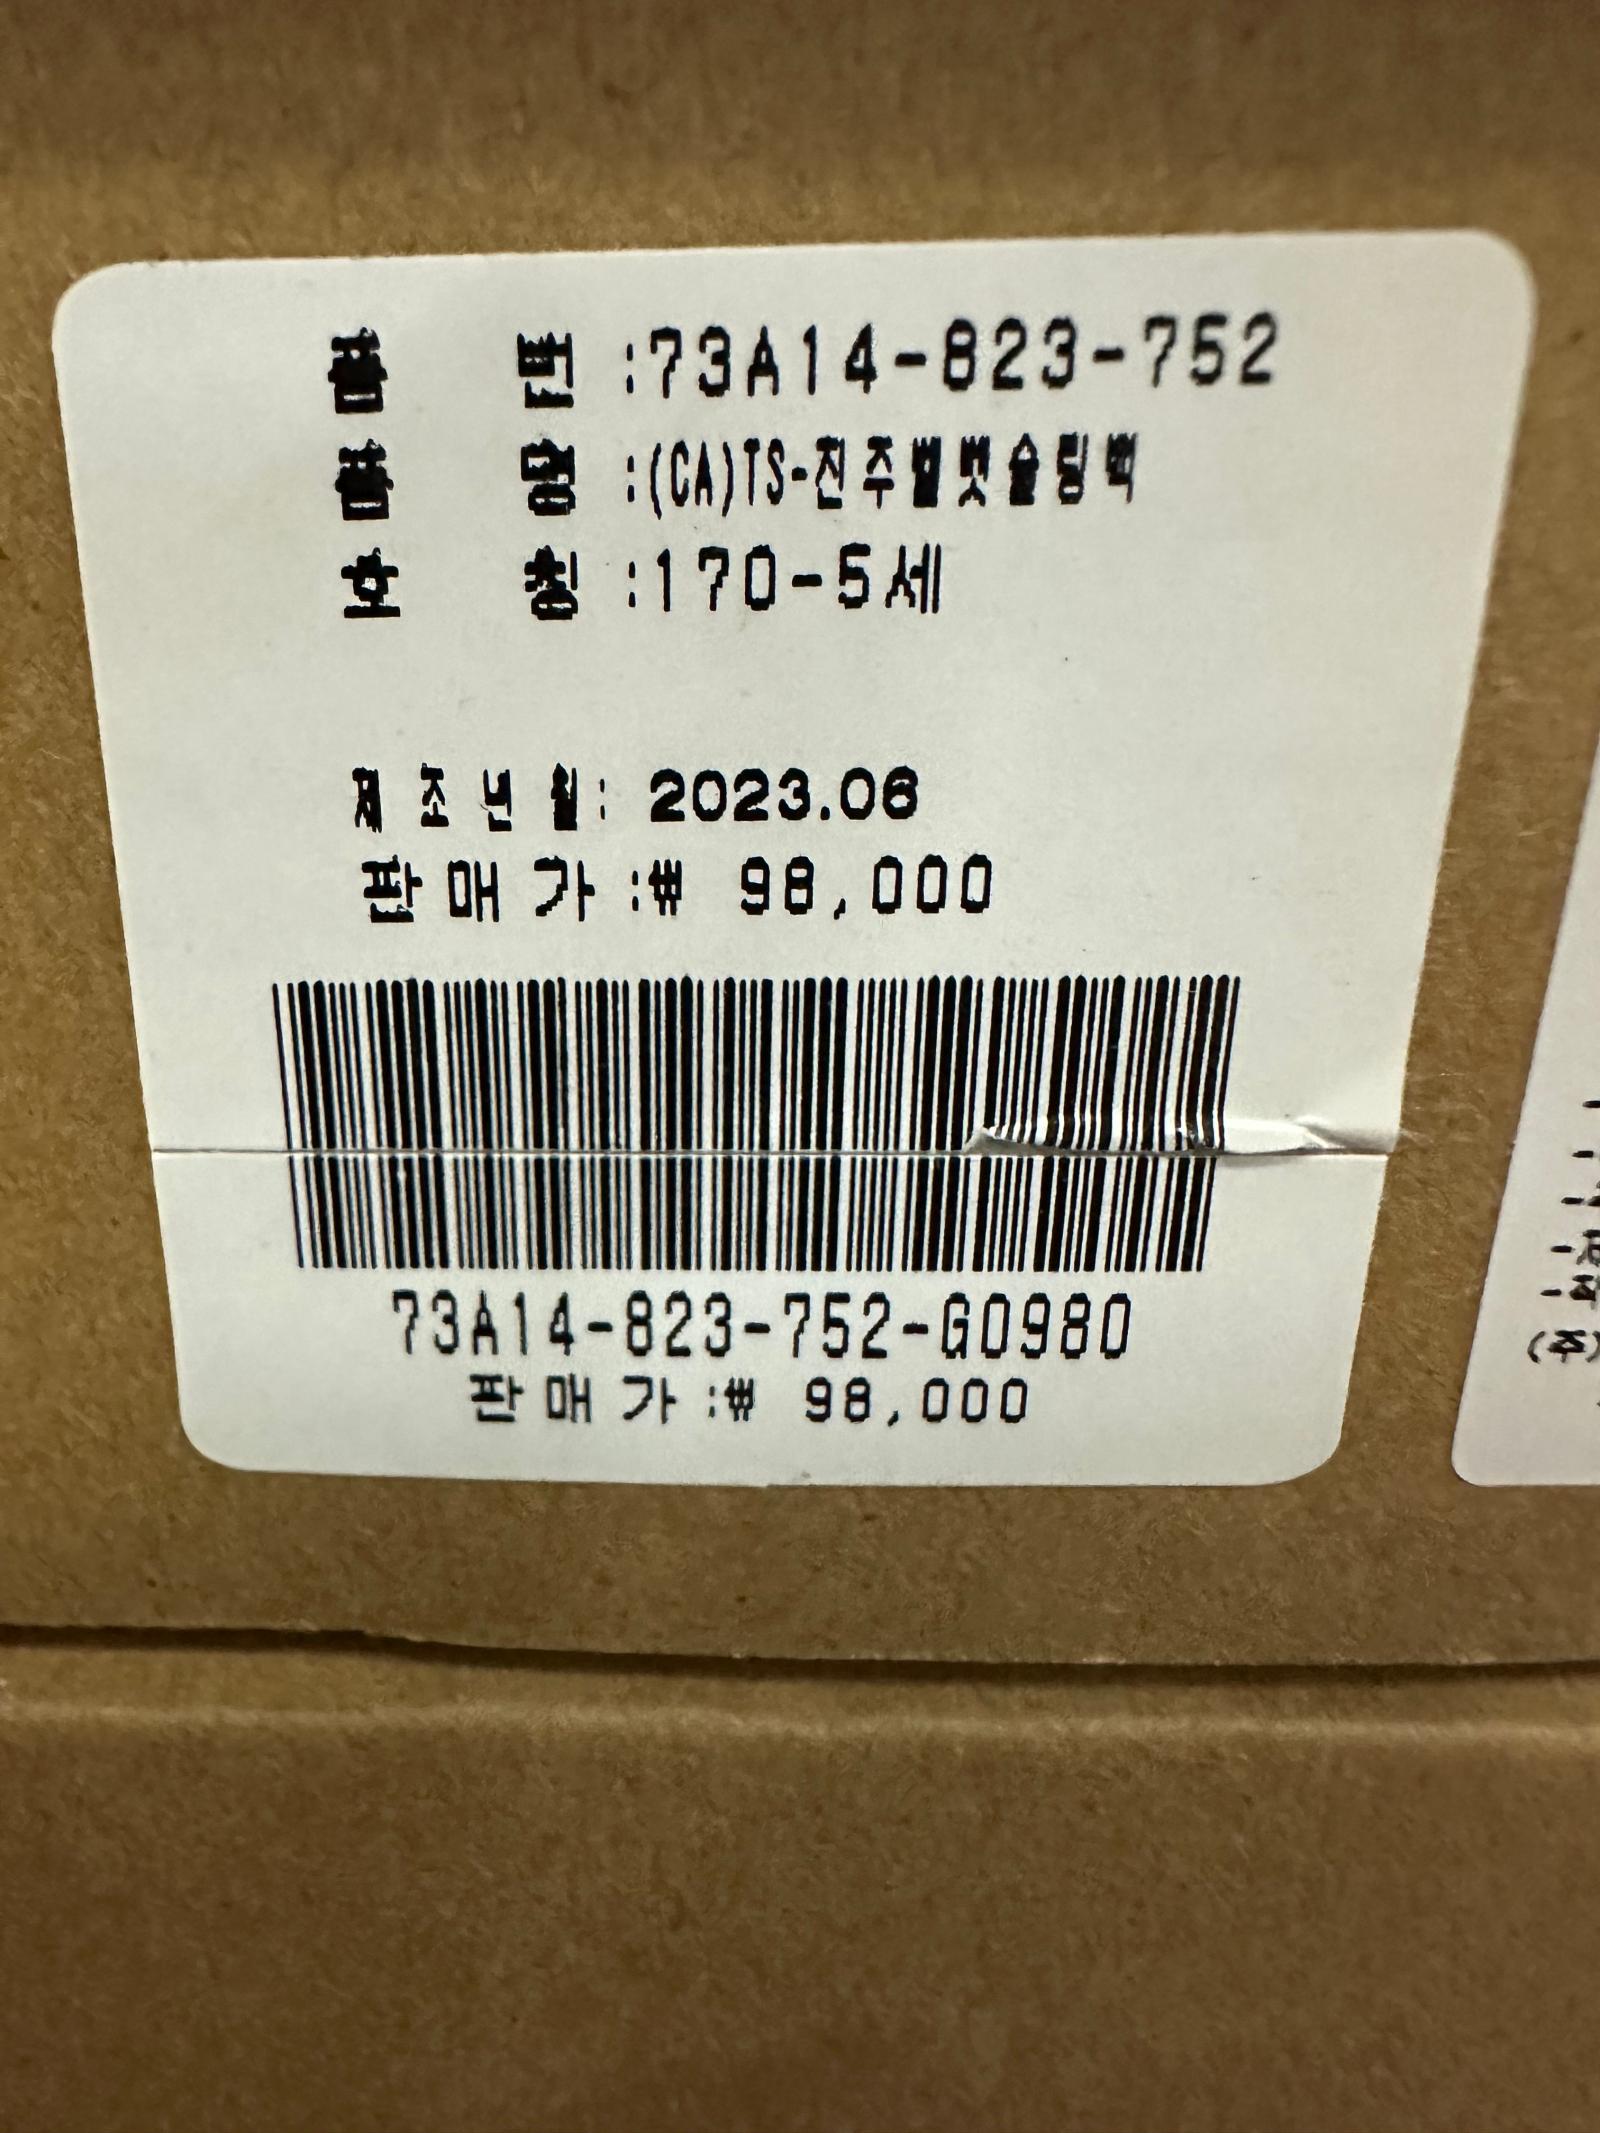 품 번 :73A14-823-752
품 명 :(CA)TS-진주벨벳슬링백
호 칭 :170-5세
제 조 년 월: 2023.06
판 매 가 :₩ 98,000
73A14-823-752-G0980
판 매 가 :₩ 98,000
(주)